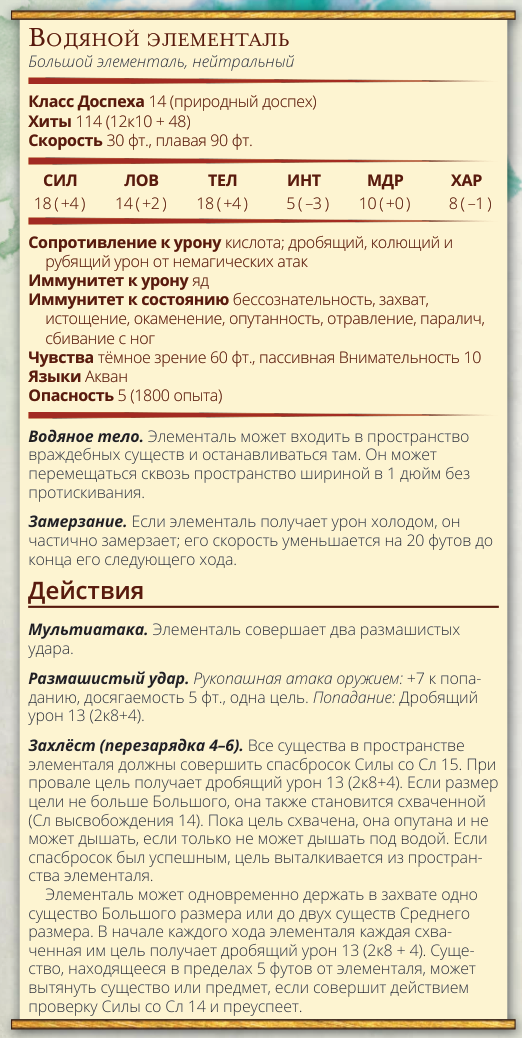 Водяной элементаль
Большой элементаль, нейтральный
Класс Доспеха 14 (природный доспех)
Хиты 114 (12к10 + 48)
Скорость 30 фт., плавая 90 фт.
СИЛ ЛОВ ТЕЛ ИНТ МДР ХАР
18 (+4) 14 (+2) 18 (+4) 5 (–3) 10 (+0) 8 (–1)
Сопротивление к урону кислота; дробящий, колющий и
рубящий урон от немагических атак
Иммунитет к урону яд
Иммунитет к состоянию бессознательность, захват,
истощение, окаменение, опутанность, отравление, паралич,
сбивание с ног
Чувства тёмное зрение 60 фт., пассивная Внимательность 10
Языки Акван
Опасность 5 (1800 опыта)
Водяное тело. Элементаль может входить в пространство
враждебных существ и останавливаться там. Он может
перемещаться сквозь пространство шириной в 1 дюйм без
протискивания.
Замерзание. Если элементаль получает урон холодом, он
частично замерзает; его скорость уменьшается на 20 футов до
конца его следующего хода.
Действия
Мультиатака. Элементаль совершает два размашистых
удара.
Размашистый удар. Рукопашная атака оружием: +7 к попа-
данию, досягаемость 5 фт., одна цель. Попадание: Дробящий
урон 13 (2к8+4).
Захлёст (перезарядка 4–6). Все существа в пространстве
элементаля должны совершить спасбросок Силы со Сл 15. При
провале цель получает дробящий урон 13 (2к8+4). Если размер
цели не больше Большого, она также становится схваченной
(Сл высвобождения 14). Пока цель схвачена, она опутана и не
может дышать, если только не может дышать под водой. Если
спасбросок был успешным, цель выталкивается из простран-
ства элементаля.
Элементаль может одновременно держать в захвате одно
существо Большого размера или до двух существ Среднего
размера. В начале каждого хода элементаля каждая схва-
ченная им цель получает дробящий урон 13 (2к8 + 4). Суще-
ство, находящееся в пределах 5 футов от элементаля, может
вытянуть существо или предмет, если совершит действием
проверку Силы со Сл 14 и преуспеет.